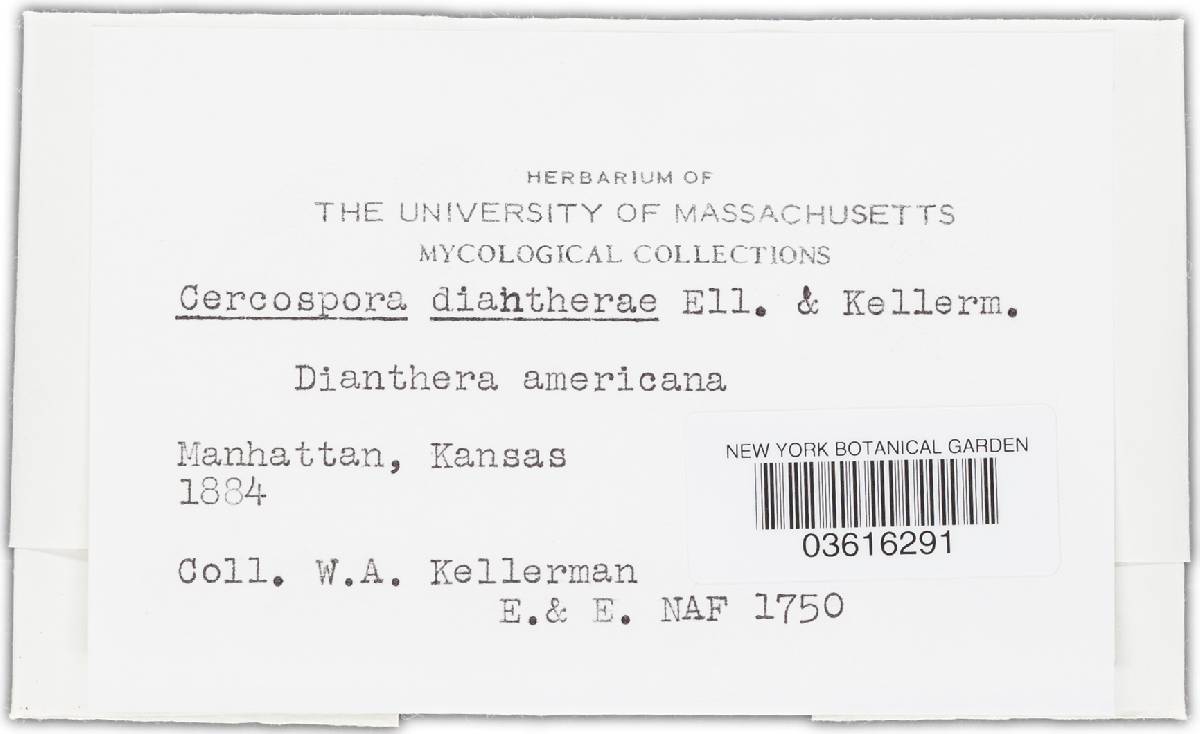 HERBARIUM OF
THE UNIVERSITY OF MASSACHUSETTS
MYCOLOGICAL COLLECTIONS
Cercospora diahtherae Ell. & Kellerm.
Dianthera americana
Manhattan, Kansas
1884
NEW YORK BOTANICAL GARDEN
03616291
Coll. W.A. Kellerman
E.& E. NAF 1750